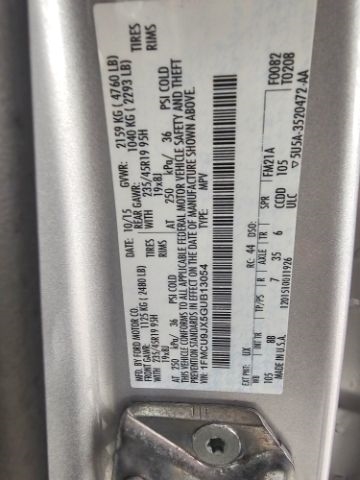 MFD. BY FORD MOTOR CO.
DATE: 10/15 GVWR: 2159 KG ( 4760 LB)
FRONT GAWR: 1125 KG ( 2480 LB) REAR GAWR: 1040 KG ( 2293 LB)
WITH 235/45R19 95H TIRES WITH 235/45R19 95H TIRES
19x8J RIMS 19x8J RIMS
AT 250 kPa/ 36 PSI COLD AT 250 kPa/ 36 PSI COLD
THIS VEHICLE CONFORMS TO ALL APPLICABLE FEDERAL MOTOR VEHICLE SAFETY AND THEFT
PREVENTION STANDARDS IN EFFECT ON THE DATE OF MANUFACTURE SHOWN ABOVE.
VIN: 1FMCU9JX5GUB13054
TYPE: MPV
F0082
T0208
EXT PNT: UX RC: 44 DSO: FM21A
WB INT TR TP/PS R AXLE TR SPR
105 8B 7 35 6 CCDD 105
MADE IN U.S.A. 1201510011926 ULC
5U5A-3520472-AA